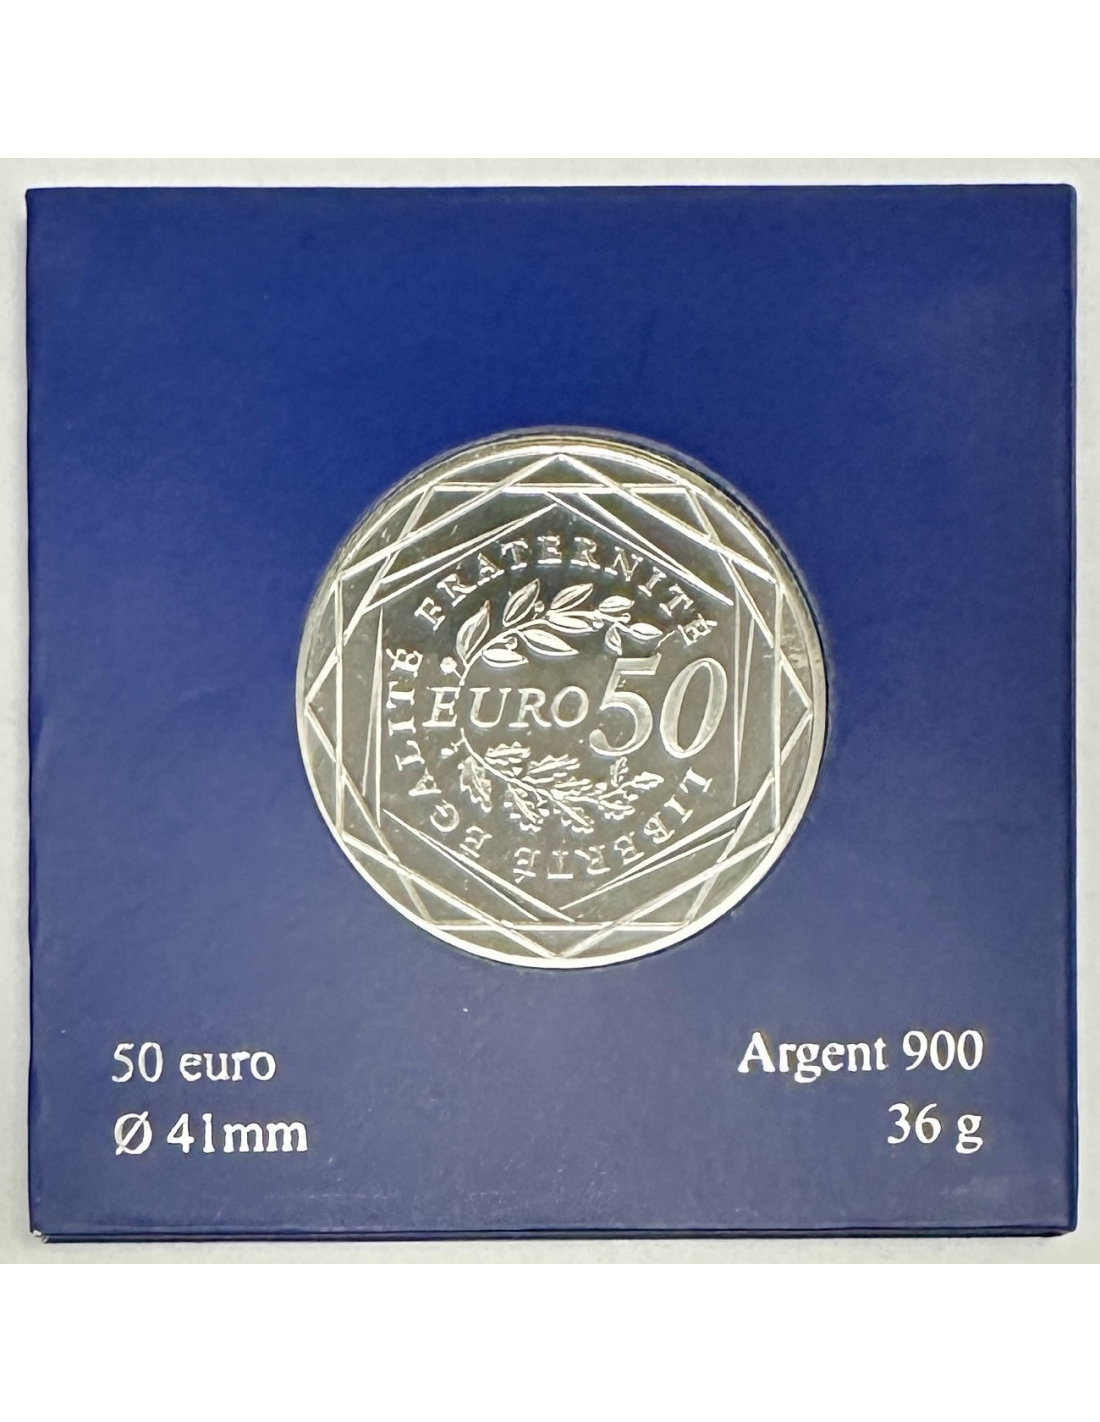 FRATERNITÉ
EURO 50
LIBERTÉ ÉGALITÉ
50 euro
Ø 41mm
Argent 900
36 g